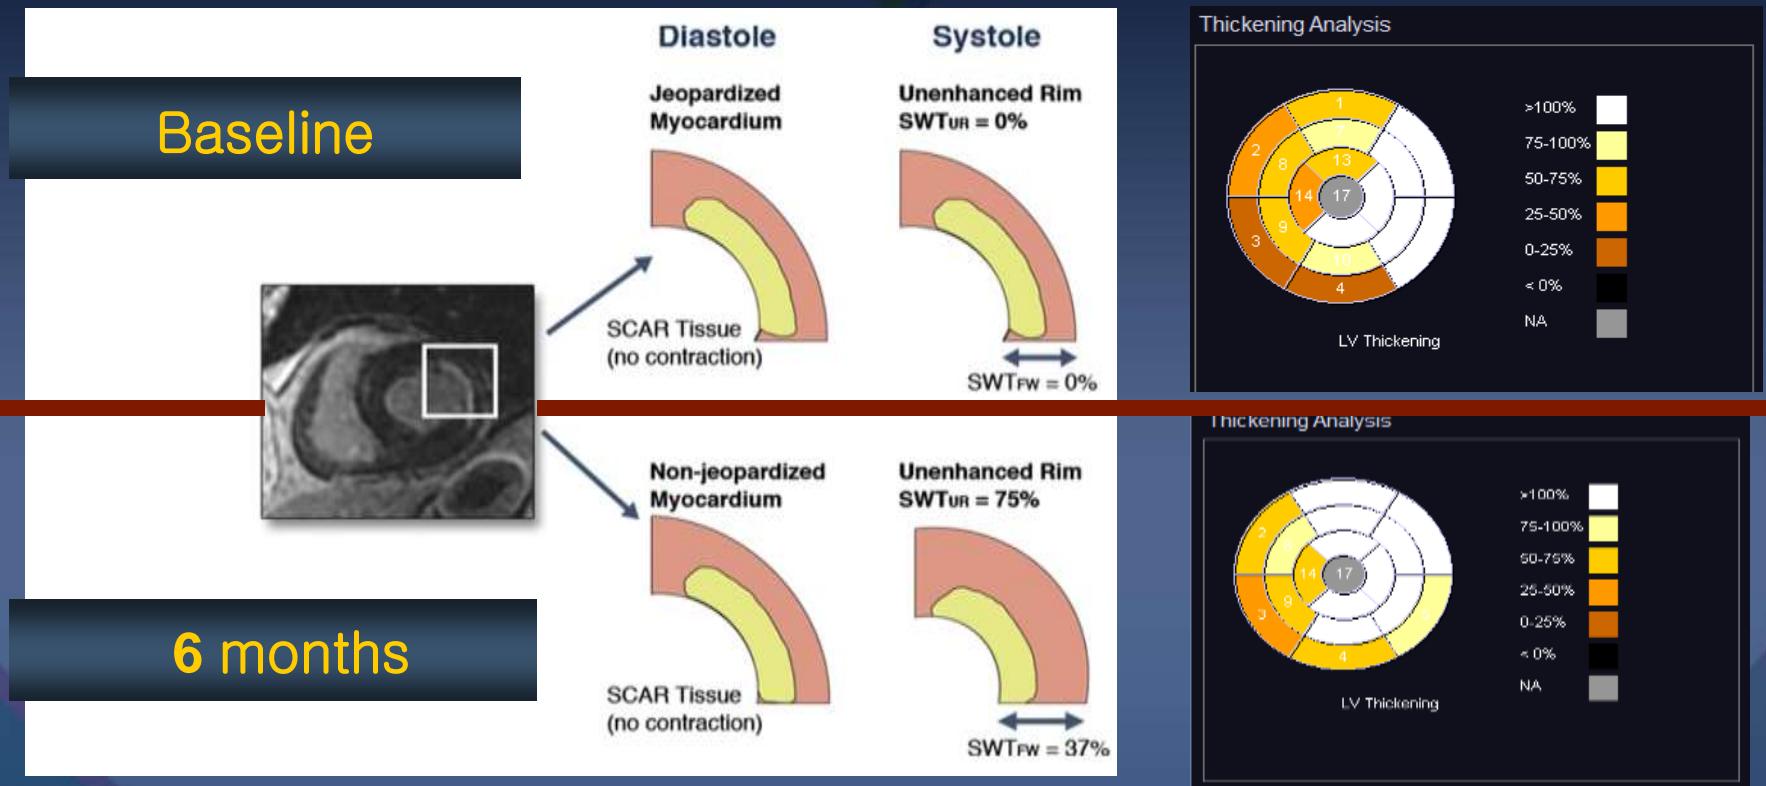 Baseline
Diastole
Systole
Jeopardized
Myocardium
Unenhanced Rim
SWTUR = 0%
SCAR Tissue
(no contraction)
SWTFW = 0%
Thickening Analysis
1
2
7
8
13
14
17
9
3
10
4
>100%
75-100%
50-75%
25-50%
0-25%
< 0%
NA
LV Thickening
6 months
Non-jeopardized
Myocardium
Unenhanced Rim
SWTUR = 75%
SCAR Tissue
(no contraction)
SWTFW = 37%
Thickening Analysis
2
14
17
9
3
4
>100%
75-100%
50-75%
25-50%
0-25%
< 0%
NA
LV Thickening